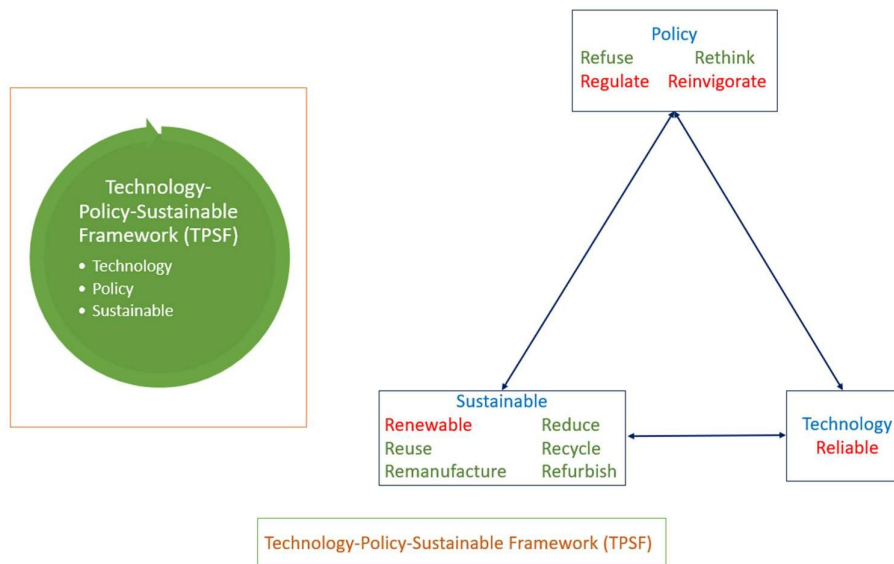 Technology-
Policy-Sustainable
Framework (TPSF)
• Technology
• Policy
• Sustainable
Policy
Refuse Rethink
Regulate Reinvigorate
Sustainable
Renewable Reduce
Reuse Recycle
Remanufacture Refurbish
Technology
Reliable
Technology-Policy-Sustainable Framework (TPSF)